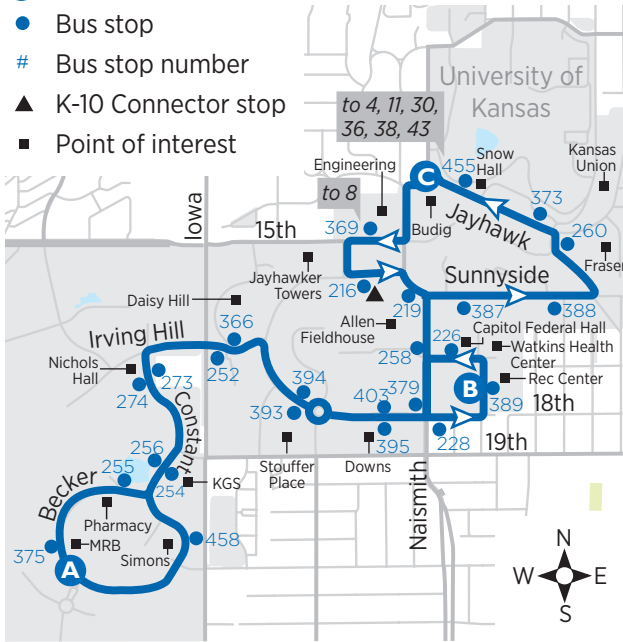 Bus stop
# Bus stop number
K-10 Connector stop
Point of interest
University of
Kansas
to 4, 11, 30,
36, 38, 43
Engineering
C
455
Snow
Hall
Kansas
Union
to 8
Iowa
15th
369
Budig
Jayhawk
373
260
Fraser
Jayhawker
Towers
216
219
Sunnyside
387
388
Daisy Hill
366
Irving Hill
Allen
Fieldhouse
258
226
Capitol Federal Hall
Watkins Health
Center
Rec Center
B
389
18th
Nichols
Hall
274
273
252
394
393
403
379
395
228
19th
Constant
256
255
254
KGS
Stouffer
Place
Downs
Naismith
Becker
Pharmacy
MRB
Simons
458
375
A
N
W
E
S